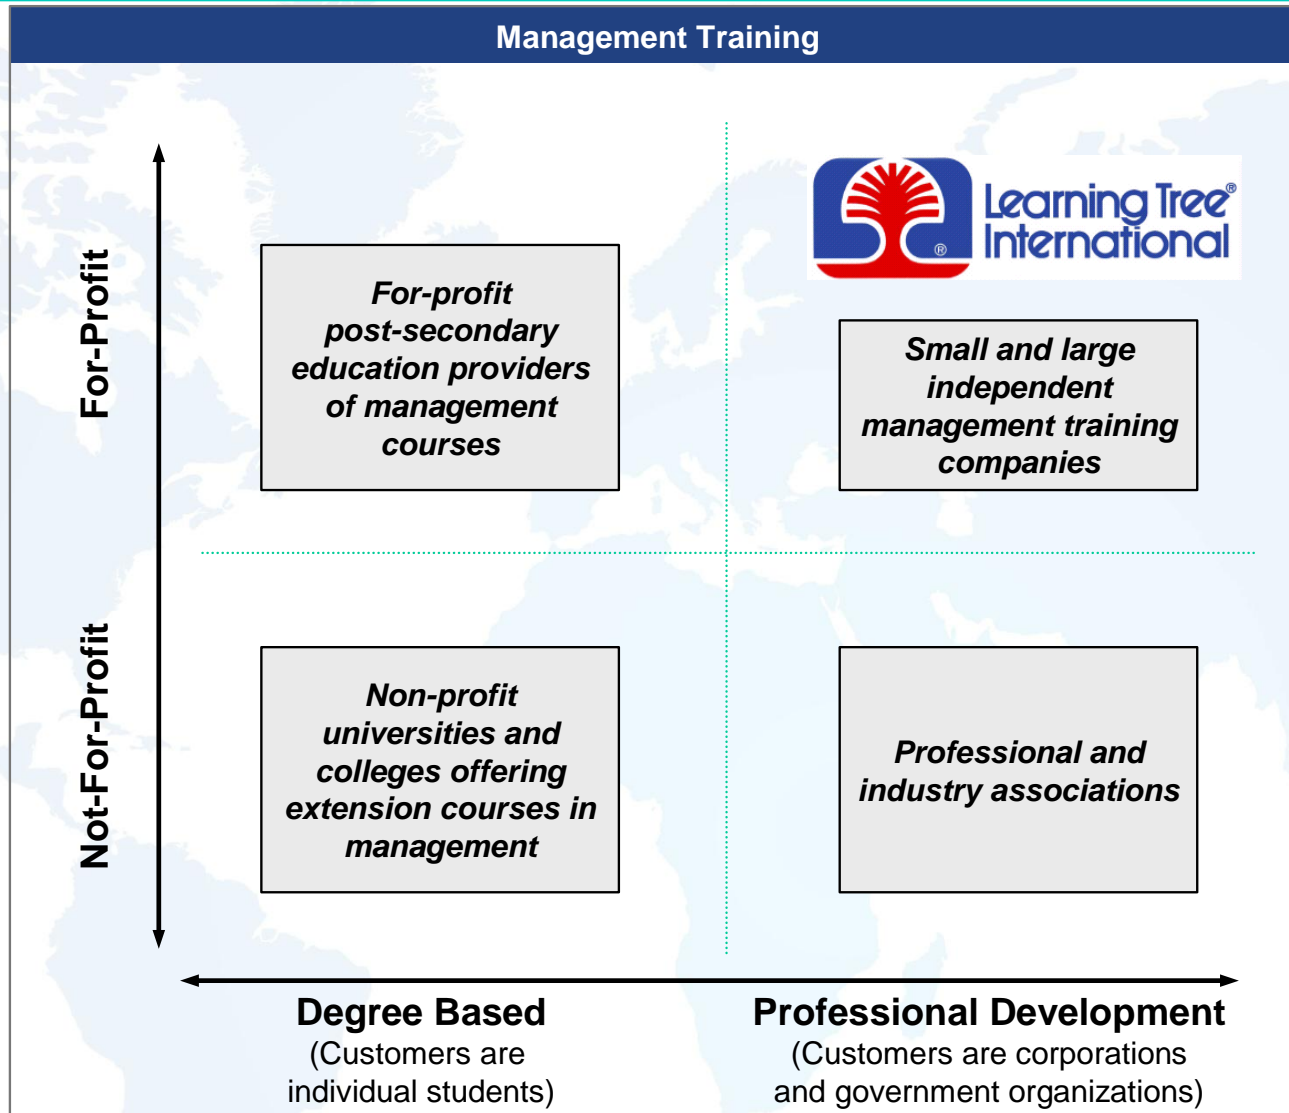 Management Training
For-Profit
For-profit
post-secondary
education providers
of management
courses
Learning Tree®
International
®
Small and large
independent
management training
companies
Not-For-Profit
Non-profit
universities and
colleges offering
extension courses in
management
Professional and
industry associations
Degree Based
(Customers are
individual students)
Professional Development
(Customers are corporations
and government organizations)